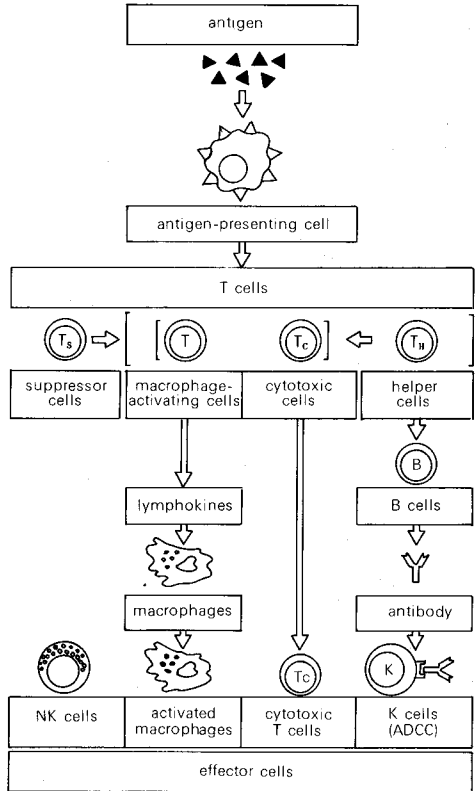 antigen
antigen-presenting cell
T cells
Ts T Tc TH
suppressor cells
macrophage-activating cells
cytotoxic cells
helper cells
B
lymphokines
B cells
macrophages
antibody
Tc
K
NK cells
activated macrophages
cytotoxic T cells
K cells (ADCC)
effector cells